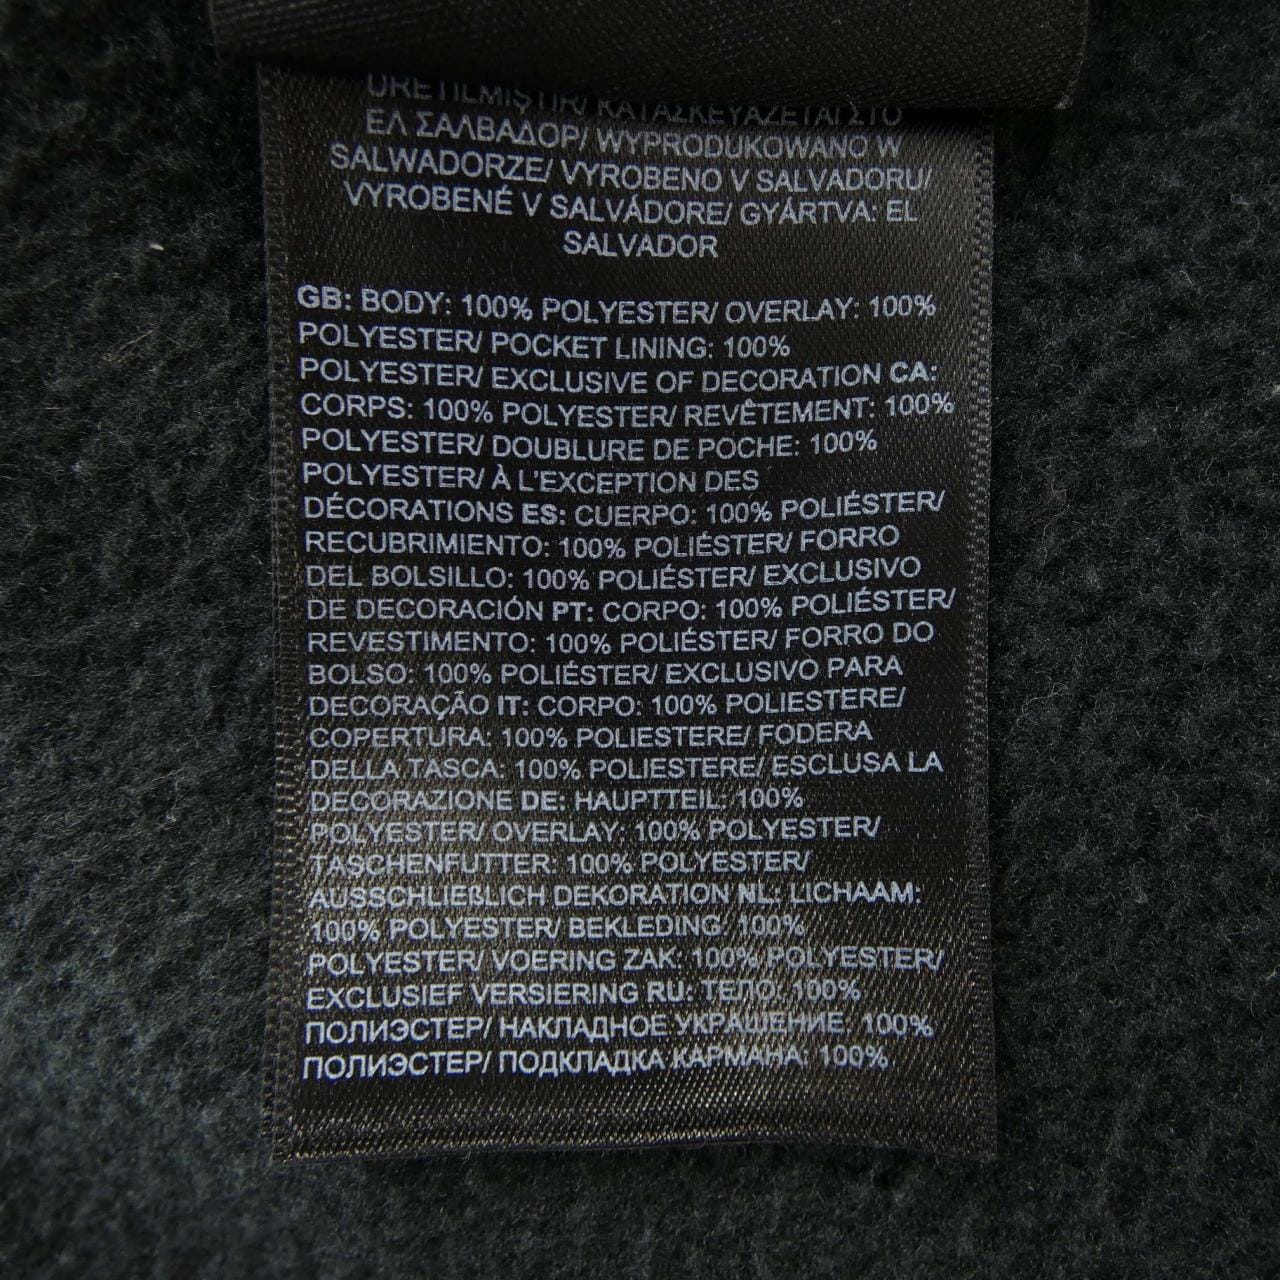 ÜRETİLMİŞTİR/ ΚΑΤΑΣΚΕΥΑΖΕΤΑΙ ΣΤΟ
ΕΛ ΣΑΛΒΑΔΟΡ/ WYPRODUKOWANO W
SALWADORZE/ VYROBENO V SALVADORU/
VYROBENÉ V SALVÁDORE/ GYÁRTVA: EL
SALVADOR
GB: BODY: 100% POLYESTER/ OVERLAY: 100%
POLYESTER/ POCKET LINING: 100%
POLYESTER/ EXCLUSIVE OF DECORATION CA:
CORPS: 100% POLYESTER/ REVÊTEMENT: 100%
POLYESTER/ DOUBLURE DE POCHE: 100%
POLYESTER/ À L'EXCEPTION DES
DÉCORATIONS ES: CUERPO: 100% POLIÉSTER/
RECUBRIMIENTO: 100% POLIÉSTER/ FORRO
DEL BOLSILLO: 100% POLIÉSTER/ EXCLUSIVO
DE DECORACIÓN PT: CORPO: 100% POLIÉSTER/
REVESTIMENTO: 100% POLIÉSTER/ FORRO DO
BOLSO: 100% POLIÉSTER/ EXCLUSIVO PARA
DECORAÇÃO IT: CORPO: 100% POLIESTERE/
COPERTURA: 100% POLIESTERE/ FODERA
DELLA TASCA: 100% POLIESTERE/ ESCLUSA LA
DECORAZIONE DE: HAUPTTEIL: 100%
POLYESTER/ OVERLAY: 100% POLYESTER/
TASCHENFUTTER: 100% POLYESTER/
AUSSCHLIEßLICH DEKORATION NL: LICHAAM:
100% POLYESTER/ BEKLEDING: 100%
POLYESTER/ VOERING ZAK: 100% POLYESTER/
EXCLUSIEF VERSIERING RU: ТЕЛО: 100%
ПОЛИЭСТЕР/ НАКЛАДНОЕ УКРАШЕНИЕ: 100%
ПОЛИЭСТЕР/ ПОДКЛАДКА КАРМАНА: 100%